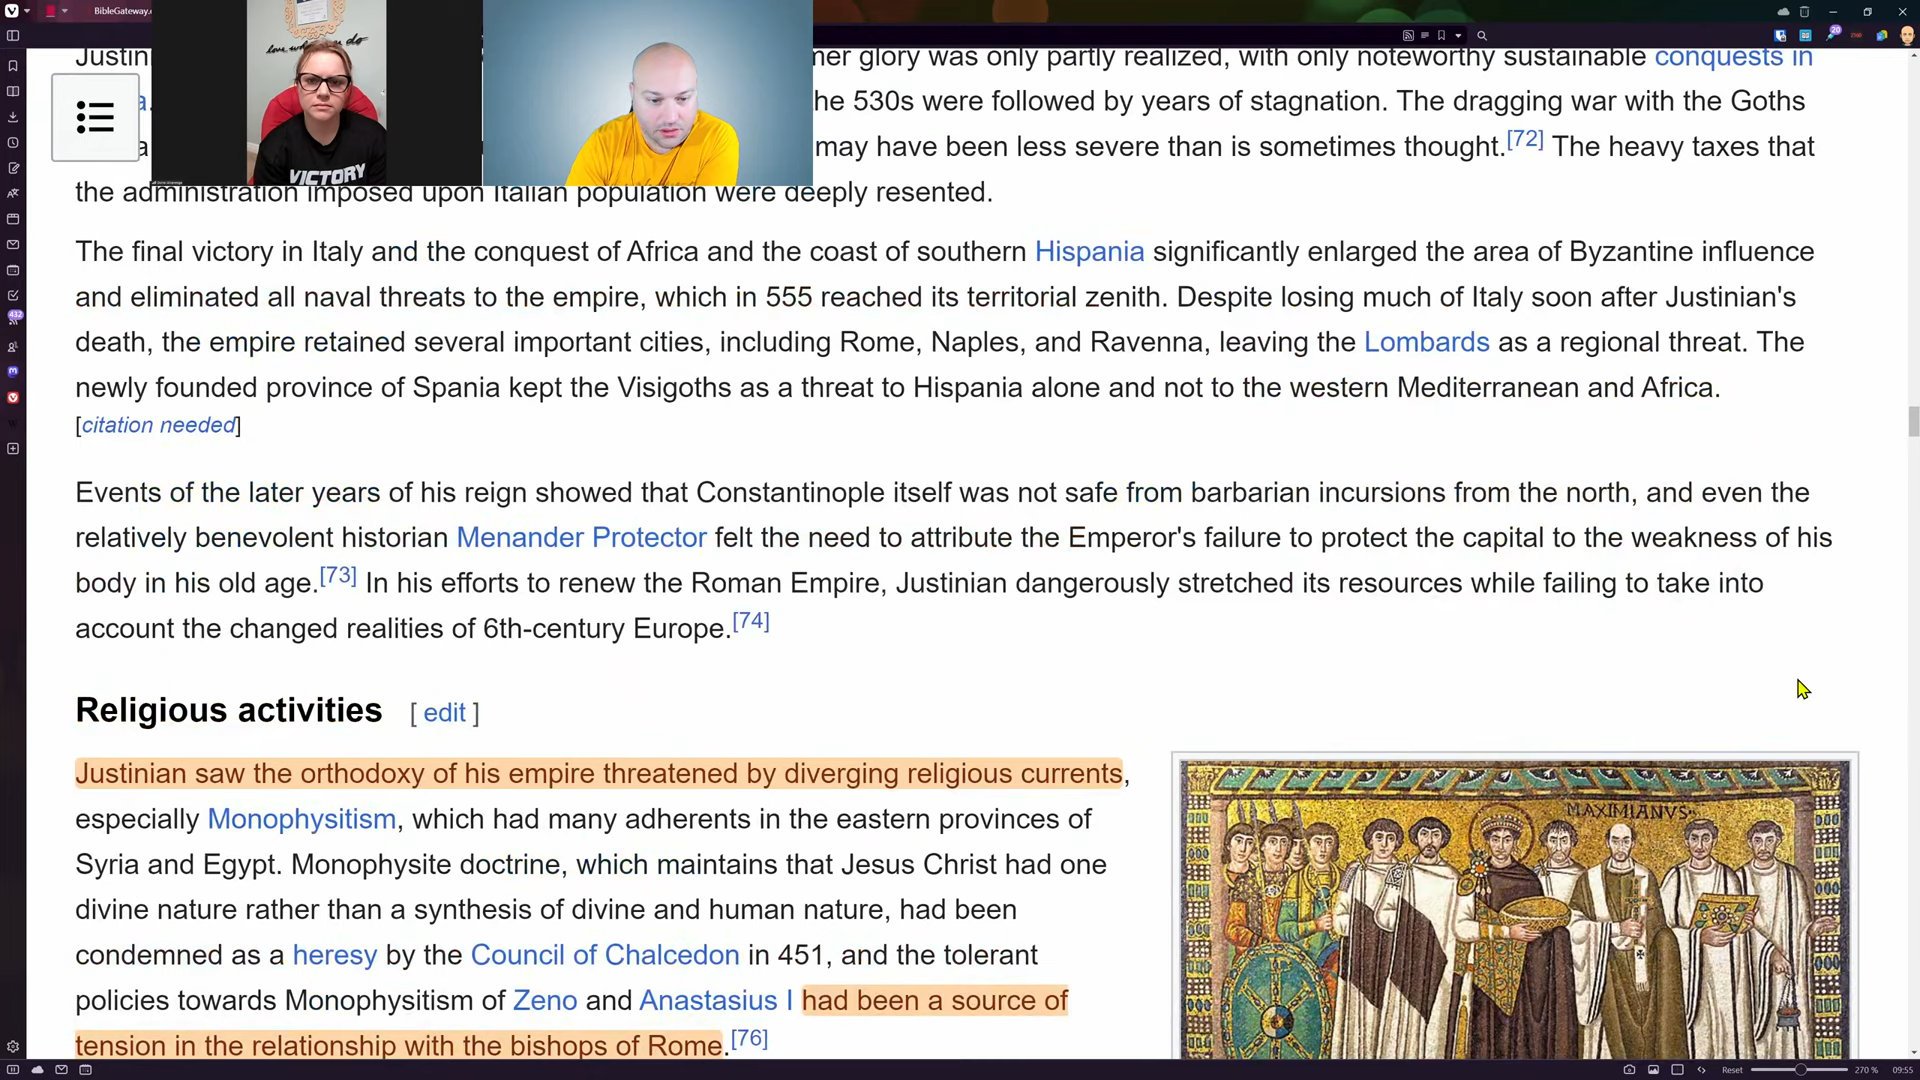 BibleGateway.c
love what you do
VICTORY
Justin
mer glory was only partly realized, with only noteworthy sustainable conquests in
a.
he 530s were followed by years of stagnation. The dragging war with the Goths
a
may have been less severe than is sometimes thought.[72] The heavy taxes that
the administration imposed upon Italian population were deeply resented.
The final victory in Italy and the conquest of Africa and the coast of southern Hispania significantly enlarged the area of Byzantine influence
and eliminated all naval threats to the empire, which in 555 reached its territorial zenith. Despite losing much of Italy soon after Justinian's
death, the empire retained several important cities, including Rome, Naples, and Ravenna, leaving the Lombards as a regional threat. The
newly founded province of Spania kept the Visigoths as a threat to Hispania alone and not to the western Mediterranean and Africa.
[citation needed]
Events of the later years of his reign showed that Constantinople itself was not safe from barbarian incursions from the north, and even the
relatively benevolent historian Menander Protector felt the need to attribute the Emperor's failure to protect the capital to the weakness of his
body in his old age.[73] In his efforts to renew the Roman Empire, Justinian dangerously stretched its resources while failing to take into
account the changed realities of 6th-century Europe.[74]
Religious activities [ edit ]
Justinian saw the orthodoxy of his empire threatened by diverging religious currents,
especially Monophysitism, which had many adherents in the eastern provinces of
Syria and Egypt. Monophysite doctrine, which maintains that Jesus Christ had one
divine nature rather than a synthesis of divine and human nature, had been
condemned as a heresy by the Council of Chalcedon in 451, and the tolerant
policies towards Monophysitism of Zeno and Anastasius I had been a source of
tension in the relationship with the bishops of Rome.[76]
MAXIMIANVS
20
432
Reset
270 %
09:55